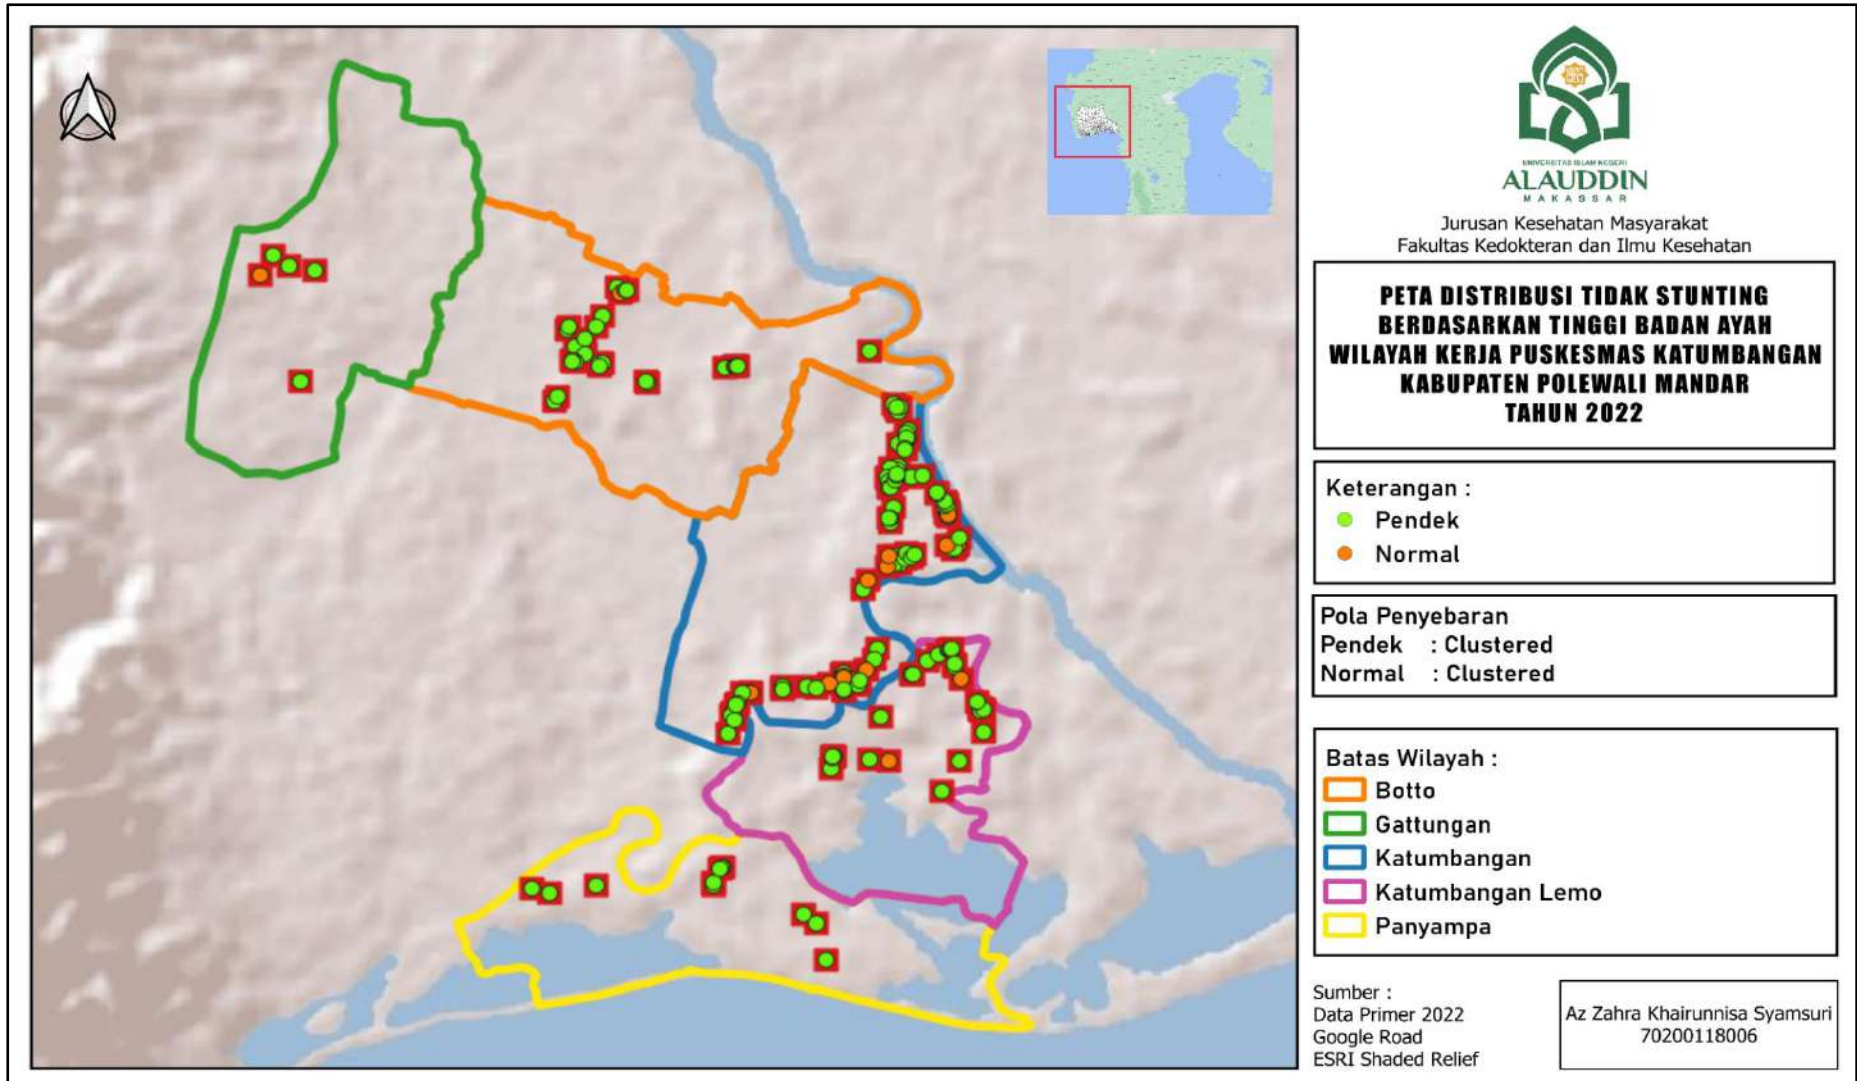 UNIVERSITAS ISLAM NEGERI
ALAUDDIN
MAKASSAR
Jurusan Kesehatan Masyarakat
Fakultas Kedokteran dan Ilmu Kesehatan
PETA DISTRIBUSI TIDAK STUNTING
BERDASARKAN TINGGI BADAN AYAH
WILAYAH KERJA PUSKESMAS KATUMBANGAN
KABUPATEN POLEWALI MANDAR
TAHUN 2022
Keterangan :
Pendek
Normal
Pola Penyebaran
Pendek : Clustered
Normal : Clustered
Batas Wilayah :
Botto
Gattungan
Katumbangan
Katumbangan Lemo
Panyampa
Sumber :
Data Primer 2022
Google Road
ESRI Shaded Relief
Az Zahra Khairunnisa Syamsuri
70200118006